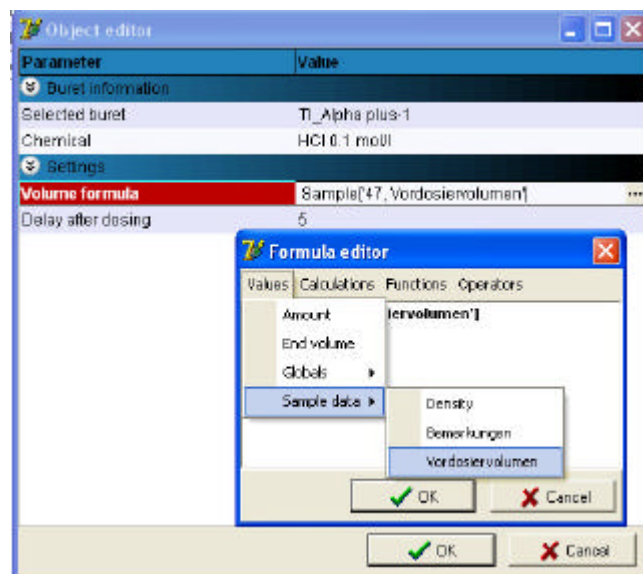 Object editor
Parameter Value
Buret information
Selected buret TI_Alpha plus-1
Chemical HCl 0.1 mol/l
Settings
Volume formula Sample['47, Vordosiervolumen'] ...
Delay after dosing 5
Formula editor
Values Calculations Functions Operators
Amount iervolumen']
End volume
Globals
Sample data
Density
Bemerkungen
Vordosiervolumen
OK Cancel
OK Cancel